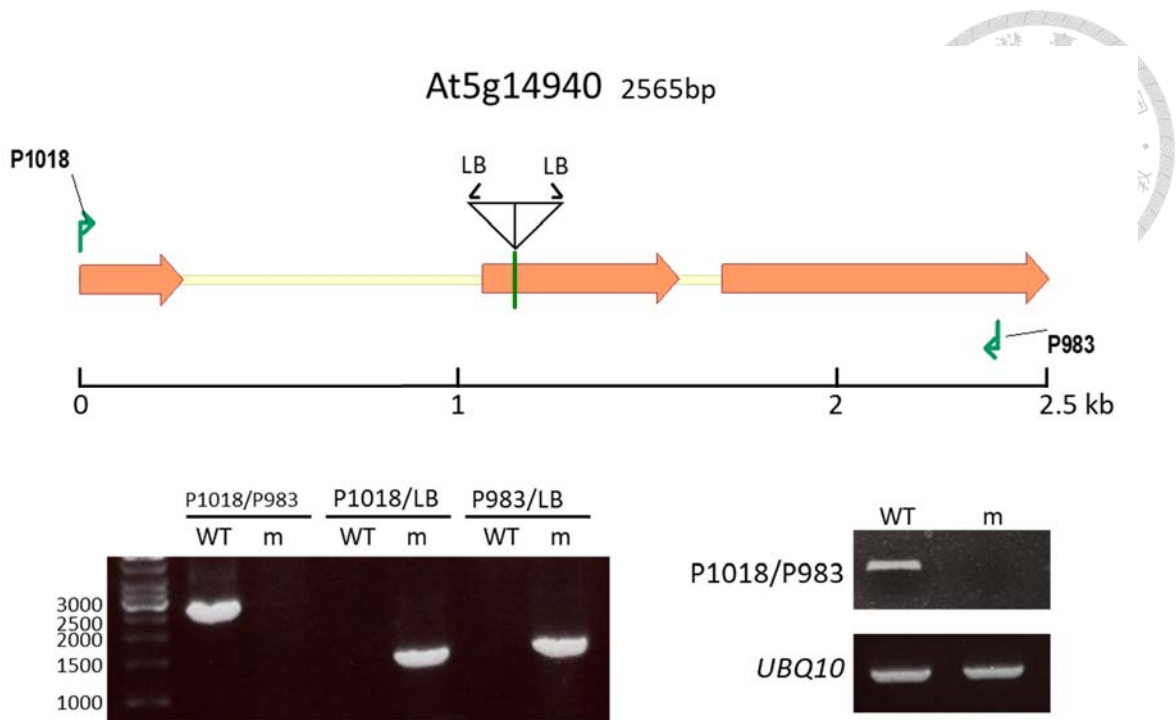 At5g14940 2565bp
P1018
LB LB
P983
0 1 2 2.5 kb
P1018/P983 P1018/LB P983/LB
WT m WT m WT m
3000
2500
2000
1500
1000
WT m
P1018/P983
UBQ10